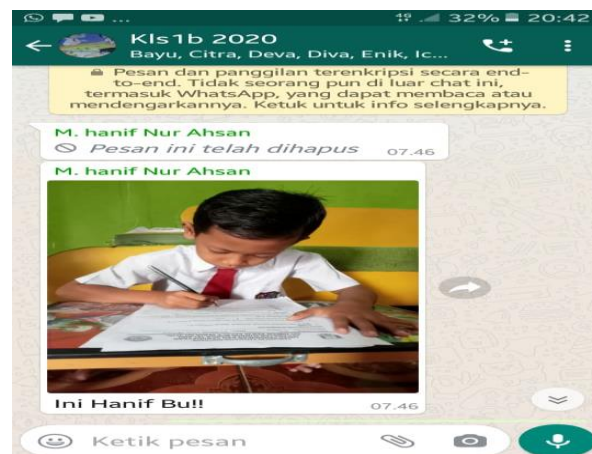 ... 4G 32% 20:42
Kls1b 2020
Bayu, Citra, Deva, Diva, Enik, Ic...
Pesan dan panggilan terenkripsi secara end-
to-end. Tidak seorang pun di luar chat ini,
termasuk WhatsApp, yang dapat membaca atau
mendengarkannya. Ketuk untuk info selengkapnya.
M. hanif Nur Ahsan
Pesan ini telah dihapus 07.46
M. hanif Nur Ahsan
Ini Hanif Bu!! 07.46
Ketik pesan